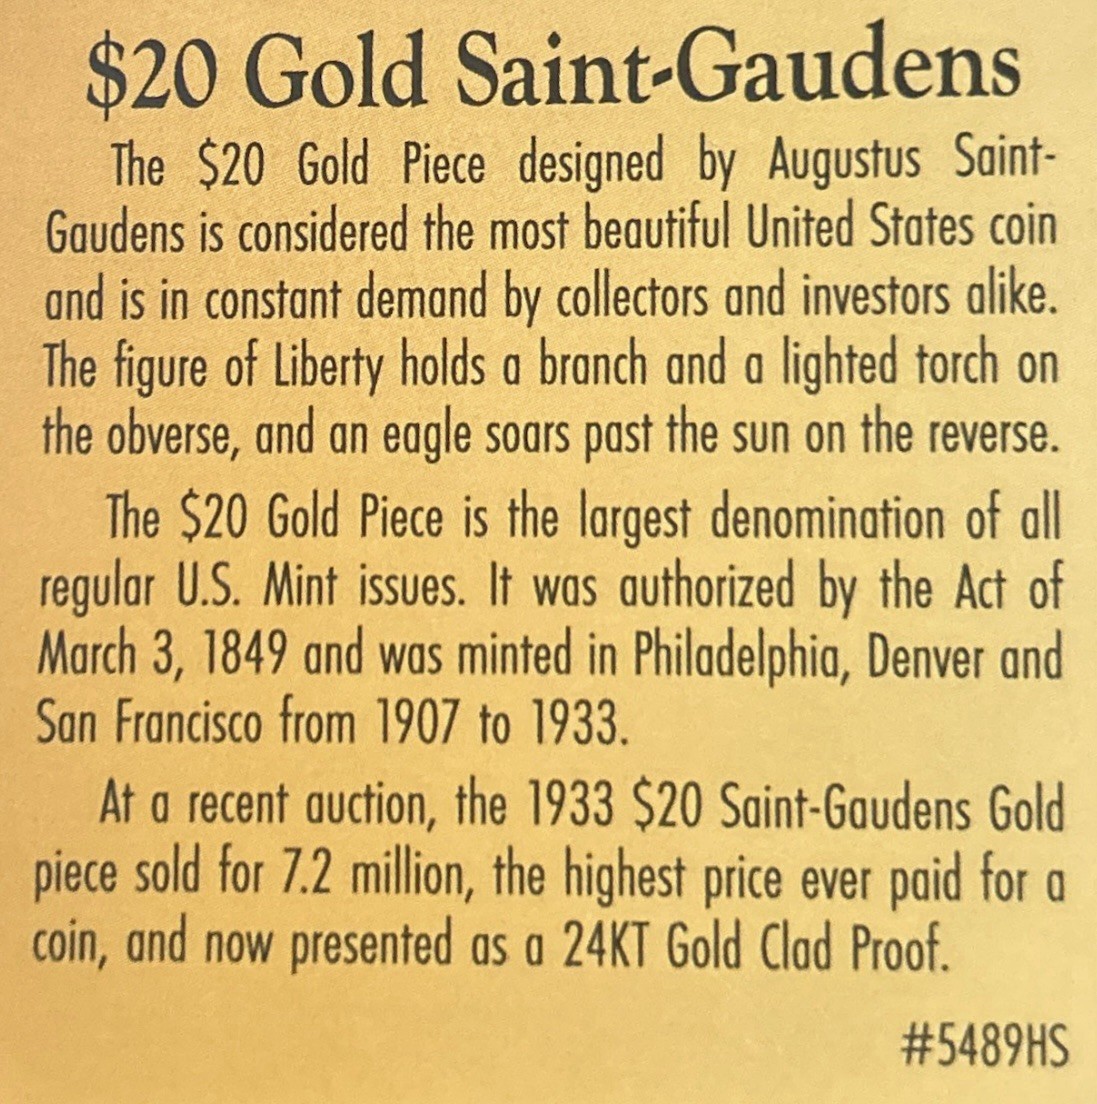 $20 Gold Saint-Gaudens
The $20 Gold Piece designed by Augustus Saint-
Gaudens is considered the most beautiful United States coin
and is in constant demand by collectors and investors alike.
The figure of Liberty holds a branch and a lighted torch on
the obverse, and an eagle soars past the sun on the reverse.
The $20 Gold Piece is the largest denomination of all
regular U.S. Mint issues. It was authorized by the Act of
March 3, 1849 and was minted in Philadelphia, Denver and
San Francisco from 1907 to 1933.
At a recent auction, the 1933 $20 Saint-Gaudens Gold
piece sold for 7.2 million, the highest price ever paid for a
coin, and now presented as a 24KT Gold Clad Proof.
#5489HS